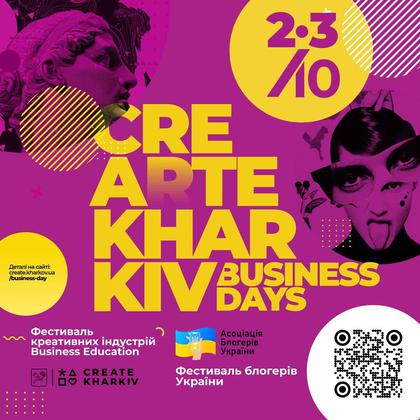 2•3
/10
CRE
ARTE
KHAR
KIV
BUSINESS
DAYS
Деталі на сайті:
create.kharkov.ua
/business-day
Фестиваль
креативних індустрій
Business Education
CREATE
KHARKIV
Асоціація
Блогерів
України
Фестиваль блогерів
України